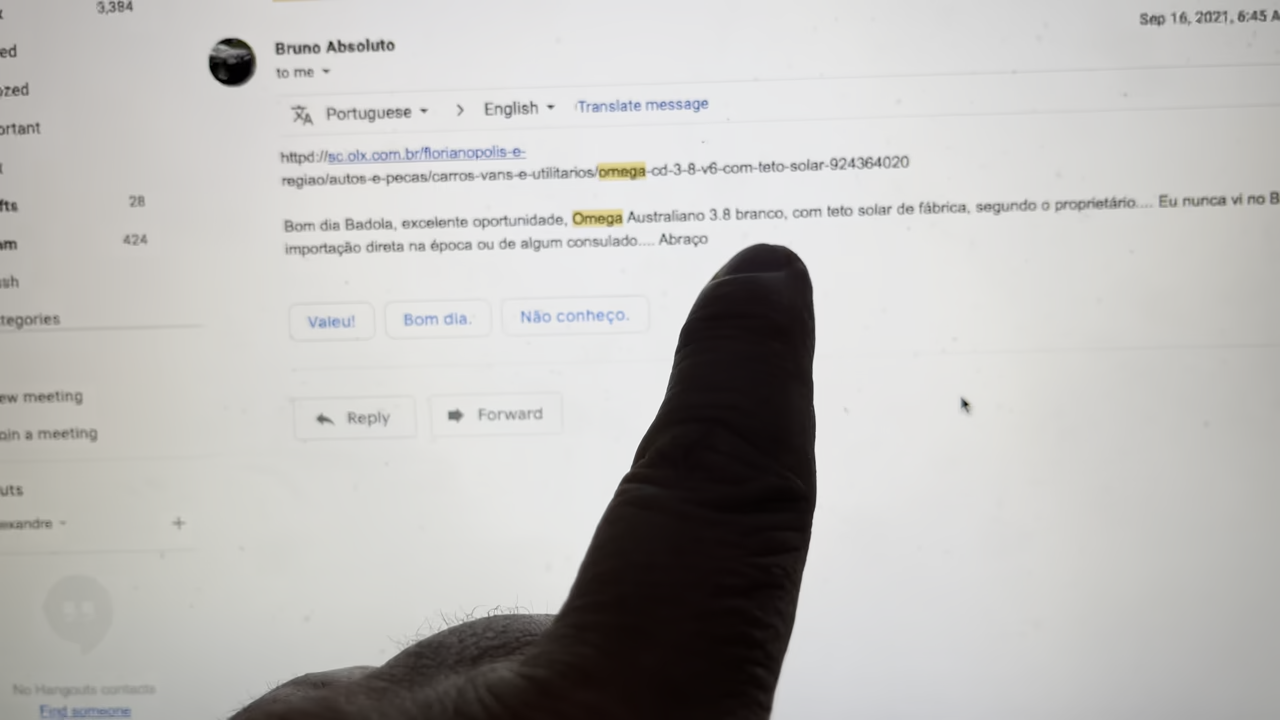 3,384
Sep 16, 2021, 6:45 A
Bruno Absoluto
to me
Portuguese > English Translate message
httpd://sc.olx.com.br/florianopolis-e-
regiao/autos-e-pecas/carros-vans-e-utilitarios/omega-cd-3-8-v6-com-teto-solar-924364020
Bom dia Badola, excelente oportunidade, Omega Australiano 3.8 branco, com teto solar de fábrica, segundo o proprietário.... Eu nunca vi no B
importação direta na época ou de algum consulado.... Abraço
Valeu! Bom dia. Não conheço.
Reply Forward
ed
ozed
ortant
fts 28
am 424
sh
tegories
ew meeting
oin a meeting
uts
exandre +
No Hangouts contacts
Find someone